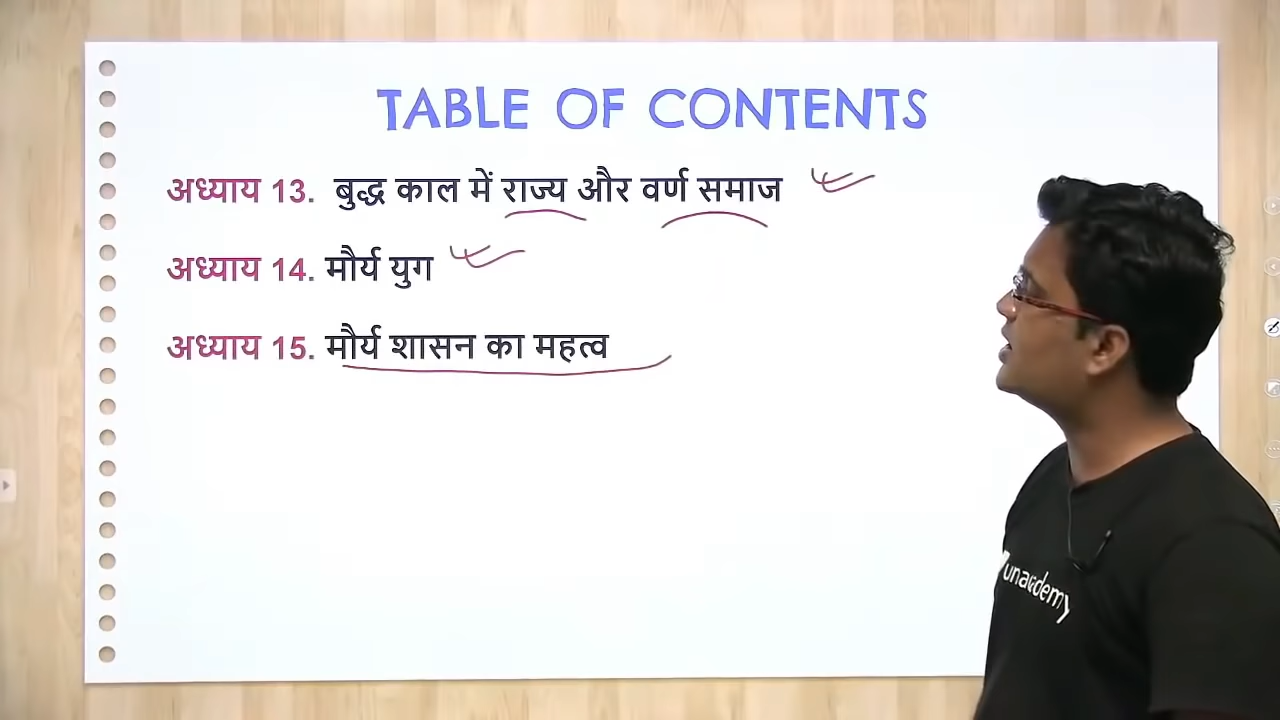 TABLE OF CONTENTS
अध्याय 13. बुद्ध काल में राज्य और वर्ण समाज
अध्याय 14. मौर्य युग
अध्याय 15. मौर्य शासन का महत्व
unacademy